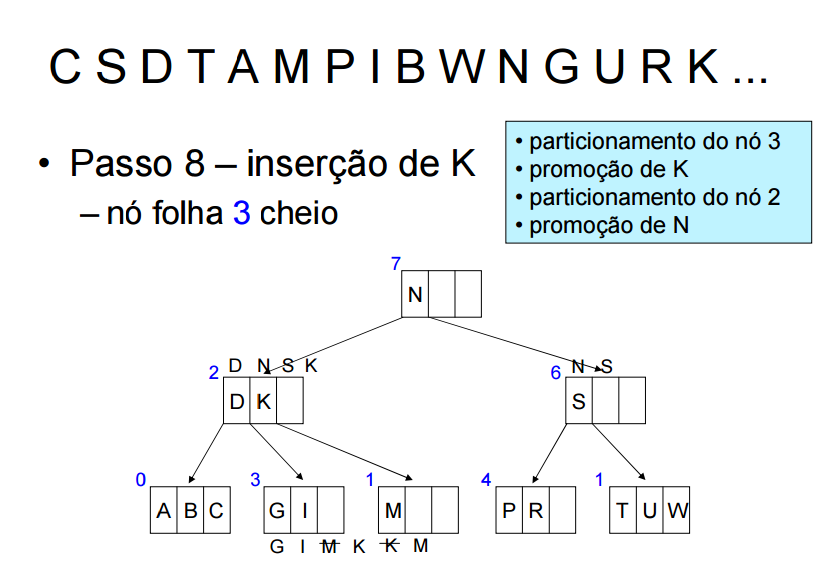 C S D T A M P I B W N G U R K ...
• Passo 8 – inserção de K
– nó folha 3 cheio
• particionamento do nó 3
• promoção de K
• particionamento do nó 2
• promoção de N
7
N
D N S K
N S
2
6
D K
S
0
3
1
4
1
A B C
G I
M
P R
T U W
G I M K K M